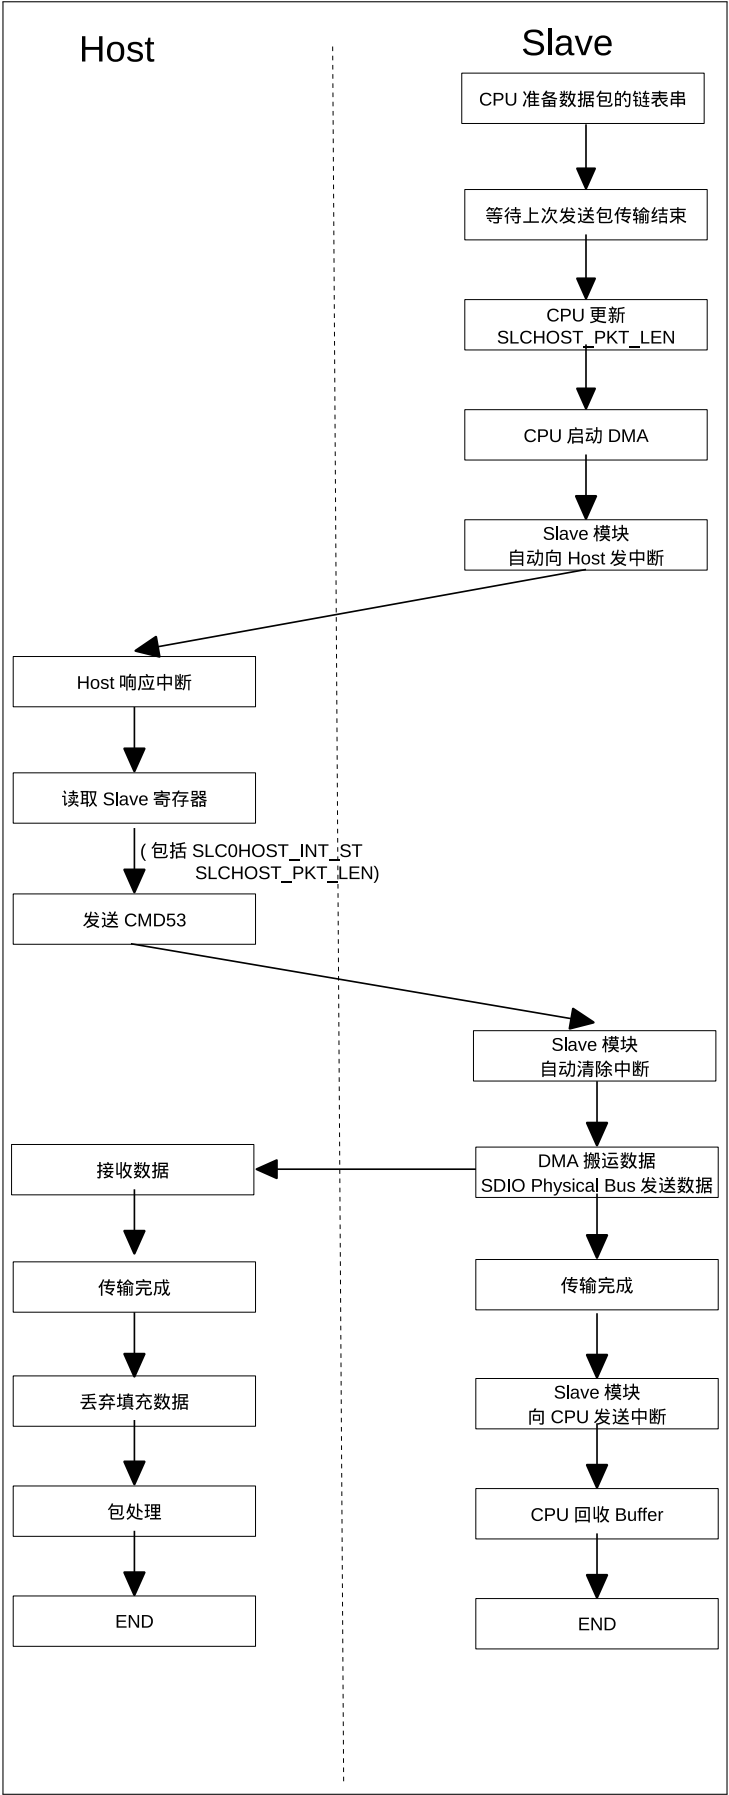 Host
Slave
CPU 准备数据包的链表串
等待上次发送包传输结束
CPU 更新
SLCHOST_PKT_LEN
CPU 启动 DMA
Slave 模块
自动向 Host 发中断
Host 响应中断
读取 Slave 寄存器
( 包括 SLC0HOST_INT_ST
SLCHOST_PKT_LEN)
发送 CMD53
Slave 模块
自动清除中断
DMA 搬运数据
SDIO Physical Bus 发送数据
接收数据
传输完成
传输完成
丢弃填充数据
Slave 模块
向 CPU 发送中断
包处理
CPU 回收 Buffer
END
END